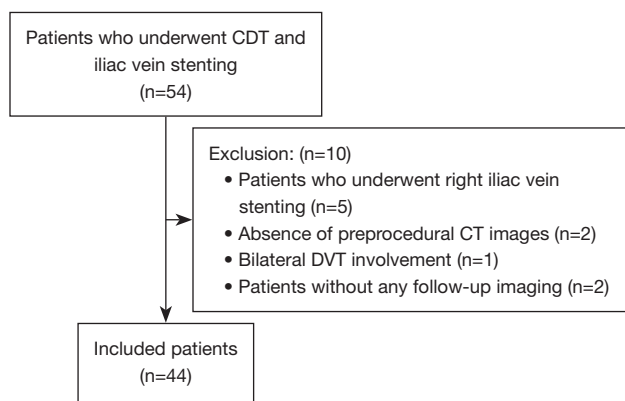 Patients who underwent CDT and
iliac vein stenting
(n=54)
Exclusion: (n=10)
• Patients who underwent right iliac vein
stenting (n=5)
• Absence of preprocedural CT images (n=2)
• Bilateral DVT involvement (n=1)
• Patients without any follow-up imaging (n=2)
Included patients
(n=44)